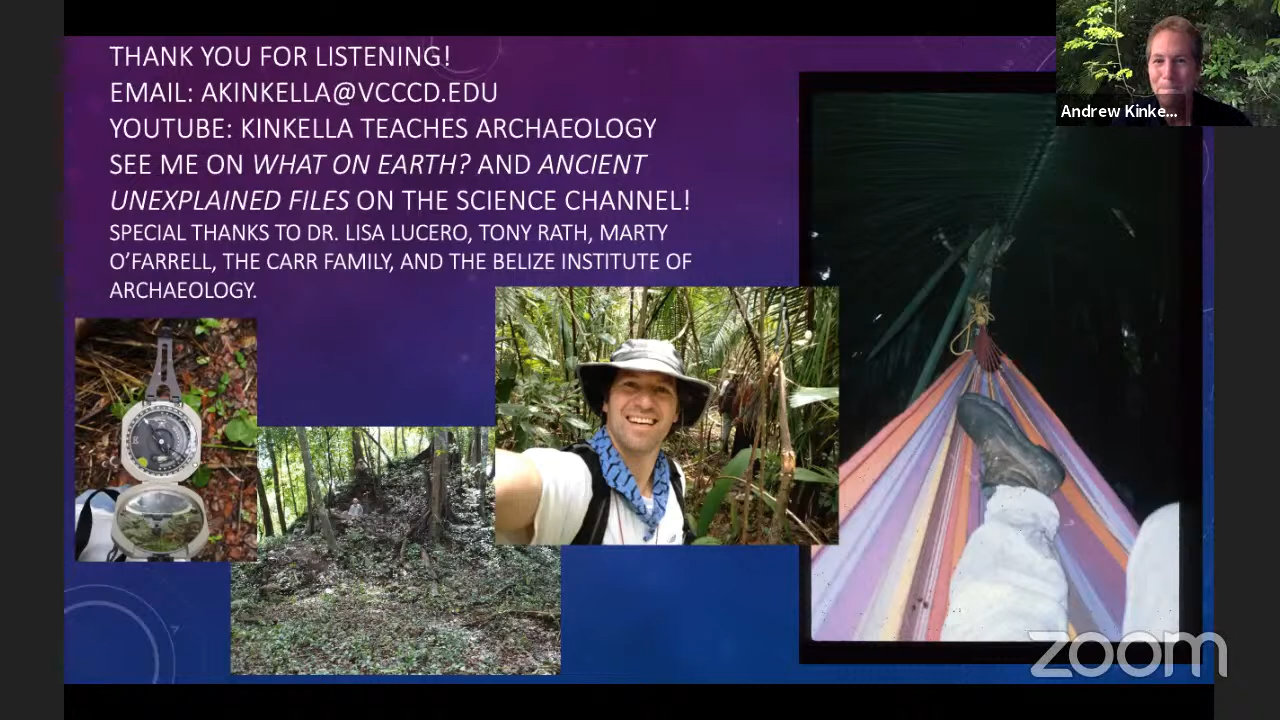 THANK YOU FOR LISTENING!
EMAIL: AKINKELLA@VCCCD.EDU
YOUTUBE: KINKELLA TEACHES ARCHAEOLOGY
SEE ME ON WHAT ON EARTH? AND ANCIENT
UNEXPLAINED FILES ON THE SCIENCE CHANNEL!
SPECIAL THANKS TO DR. LISA LUCERO, TONY RATH, MARTY
O’FARRELL, THE CARR FAMILY, AND THE BELIZE INSTITUTE OF
ARCHAEOLOGY.
Andrew Kinke...
zoom